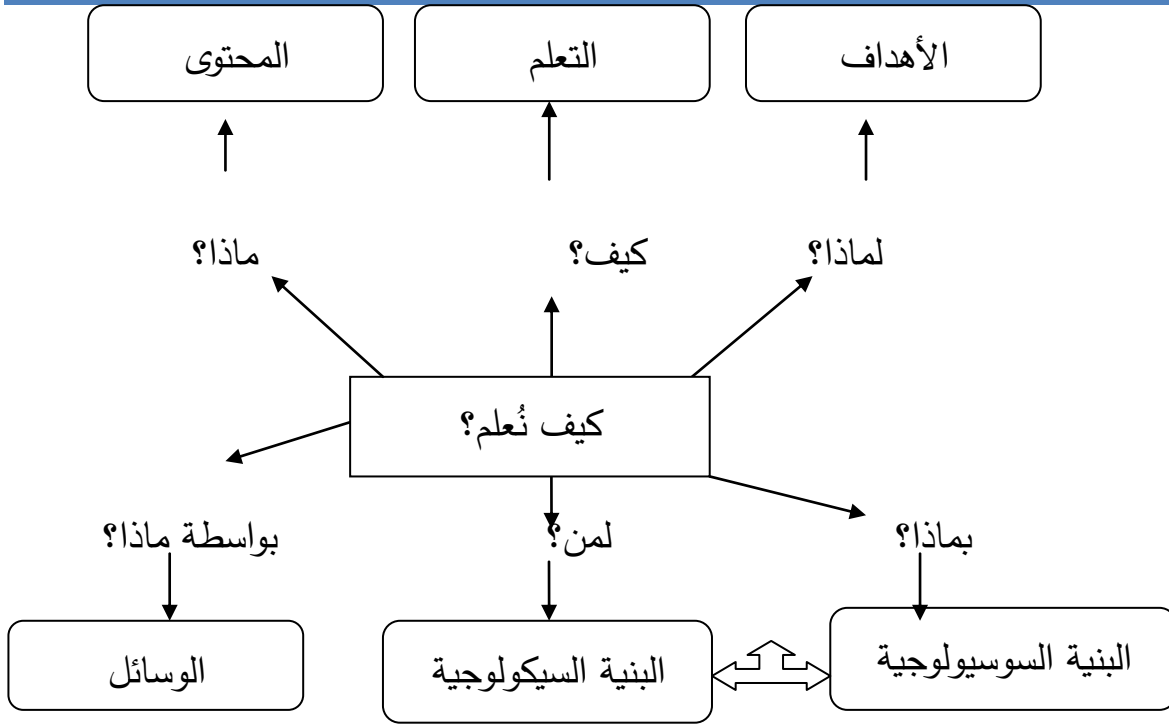 الأهداف
التعلم
المحتوى
لماذا؟
كيف؟
ماذا؟
كيف نُعلم؟
بماذا؟
لمن؟
بواسطة ماذا؟
البنية السوسيولوجية
البنية السيكولوجية
الوسائل